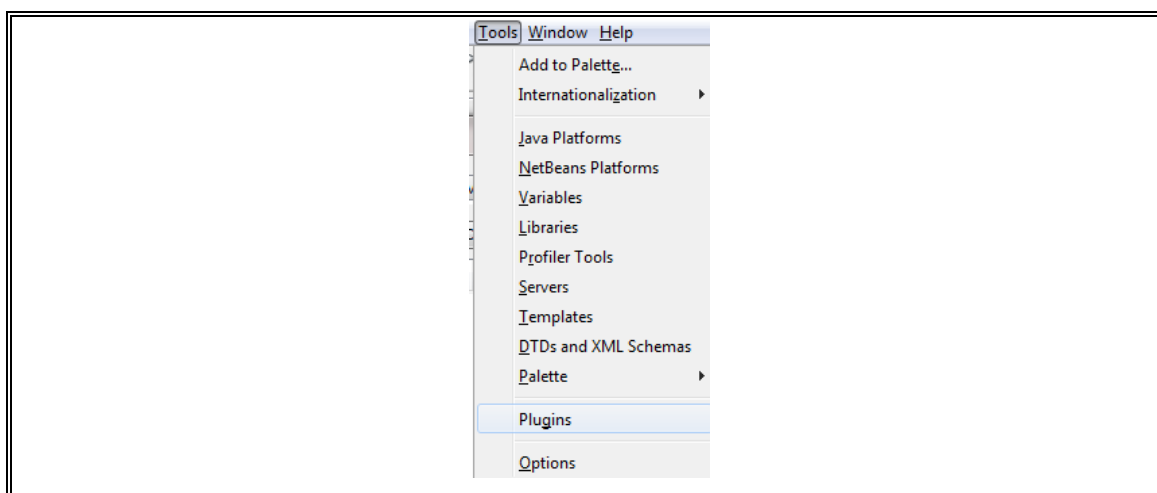 Tools Window Help
Add to Palette...
Internationalization
Java Platforms
NetBeans Platforms
Variables
Libraries
Profiler Tools
Servers
Templates
DTDs and XML Schemas
Palette
Plugins
Options